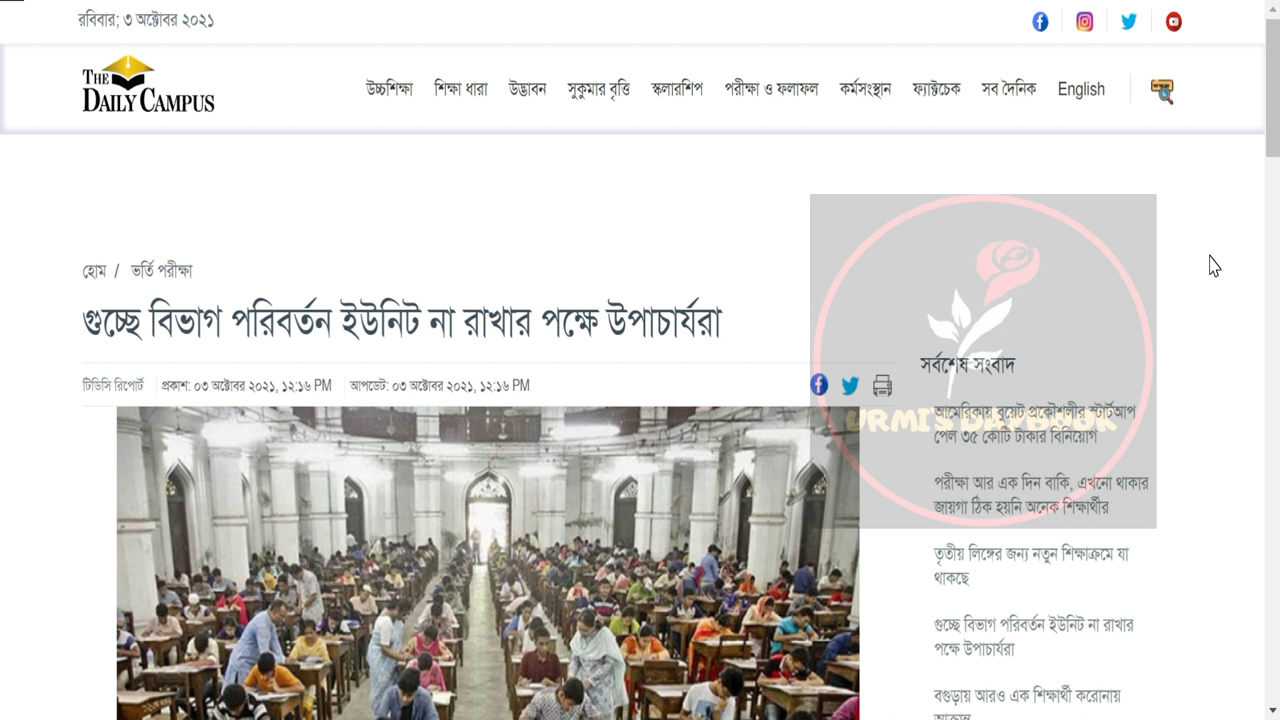 রবিবার; ৩ অক্টোবর ২০২১
THE
DAILY CAMPUS
উচ্চশিক্ষা শিক্ষা ধারা উদ্ভাবন সুকুমার বৃত্তি স্কলারশিপ পরীক্ষা ও ফলাফল কর্মসংস্থান ফ্যাক্টচেক সব দৈনিক English
হোম / ভর্তি পরীক্ষা
গুচ্ছে বিভাগ পরিবর্তন ইউনিট না রাখার পক্ষে উপাচার্যরা
টিডিসি রিপোর্ট প্রকাশ: ০৩ অক্টোবর ২০২১, ১২:১৬ PM আপডেট: ০৩ অক্টোবর ২০২১, ১২:১৬ PM
সর্বশেষ সংবাদ
URMI'S DAYBOOK
আমেরিকায় বুয়েট প্রকৌশলীর স্টার্টআপ
পেল ৩৫ কোটি টাকার বিনিয়োগ
পরীক্ষা আর এক দিন বাকি, এখনো থাকার
জায়গা ঠিক হয়নি অনেক শিক্ষার্থীর
তৃতীয় লিঙ্গের জন্য নতুন শিক্ষাক্রমে যা
থাকছে
গুচ্ছে বিভাগ পরিবর্তন ইউনিট না রাখার
পক্ষে উপাচার্যরা
বগুড়ায় আরও এক শিক্ষার্থী করোনায়
আক্রান্ত